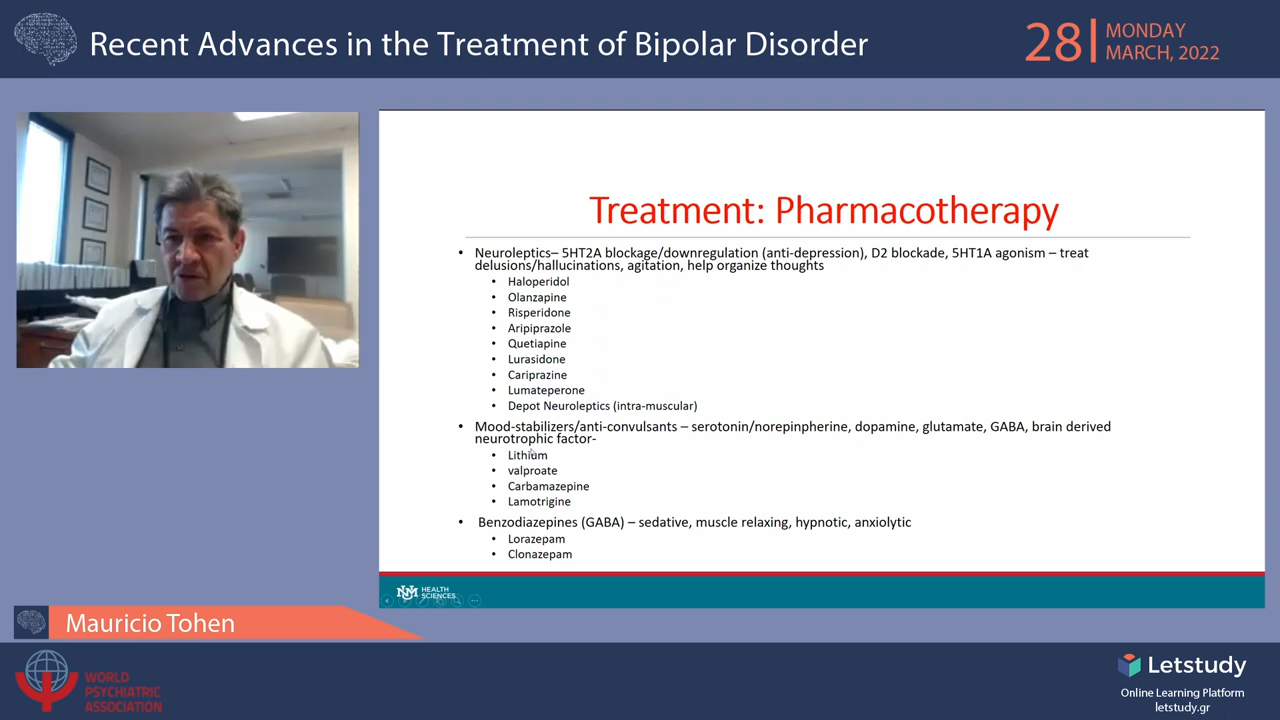 Recent Advances in the Treatment of Bipolar Disorder
28
MONDAY
MARCH, 2022
Treatment: Pharmacotherapy
• Neuroleptics– 5HT2A blockage/downregulation (anti-depression), D2 blockade, 5HT1A agonism – treat
delusions/hallucinations, agitation, help organize thoughts
• Haloperidol
• Olanzapine
• Risperidone
• Aripiprazole
• Quetiapine
• Lurasidone
• Cariprazine
• Lumateperone
• Depot Neuroleptics (intra-muscular)
• Mood-stabilizers/anti-convulsants – serotonin/norepinpherine, dopamine, glutamate, GABA, brain derived
neurotrophic factor-
• Lithium
• valproate
• Carbamazepine
• Lamotrigine
• Benzodiazepines (GABA) – sedative, muscle relaxing, hypnotic, anxiolytic
• Lorazepam
• Clonazepam
NM HEALTH
SCIENCES
Mauricio Tohen
WORLD
PSYCHIATRIC
ASSOCIATION
Letstudy
Online Learning Platform
letstudy.gr